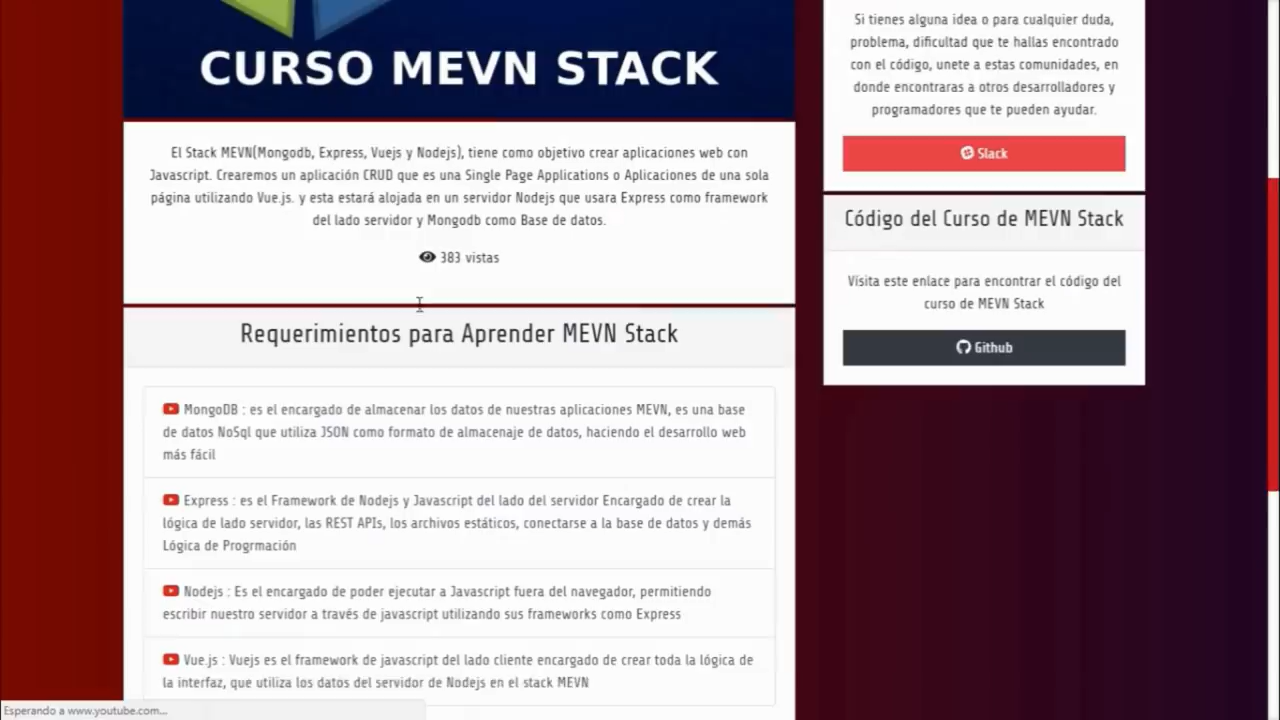 CURSO MEVN STACK
El Stack MEVN(Mongodb, Express, Vuejs y Nodejs), tiene como objetivo crear aplicaciones web con
Javascript. Crearemos un aplicación CRUD que es una Single Page Applications o Aplicaciones de una sola
página utilizando Vue.js. y esta estará alojada en un servidor Nodejs que usara Express como framework
del lado servidor y Mongodb como Base de datos.
383 vistas
Requerimientos para Aprender MEVN Stack
MongoDB : es el encargado de almacenar los datos de nuestras aplicaciones MEVN, es una base
de datos NoSql que utiliza JSON como formato de almacenaje de datos, haciendo el desarrollo web
más fácil
Express : es el Framework de Nodejs y Javascript del lado del servidor Encargado de crear la
lógica de lado servidor, las REST APIs, los archivos estáticos, conectarse a la base de datos y demás
Lógica de Progrmación
Nodejs : Es el encargado de poder ejecutar a Javascript fuera del navegador, permitiendo
escribir nuestro servidor a través de javascript utilizando sus frameworks como Express
Vue.js : Vuejs es el framework de javascript del lado cliente encargado de crear toda la lógica de
la interfaz, que utiliza los datos del servidor de Nodejs en el stack MEVN
Si tienes alguna idea o para cualquier duda,
problema, dificultad que te hallas encontrado
con el código, unete a estas comunidades, en
donde encontraras a otros desarrolladores y
programadores que te pueden ayudar.
Slack
Código del Curso de MEVN Stack
Visita este enlace para encontrar el código del
curso de MEVN Stack
Github
Esperando a www.youtube.com...